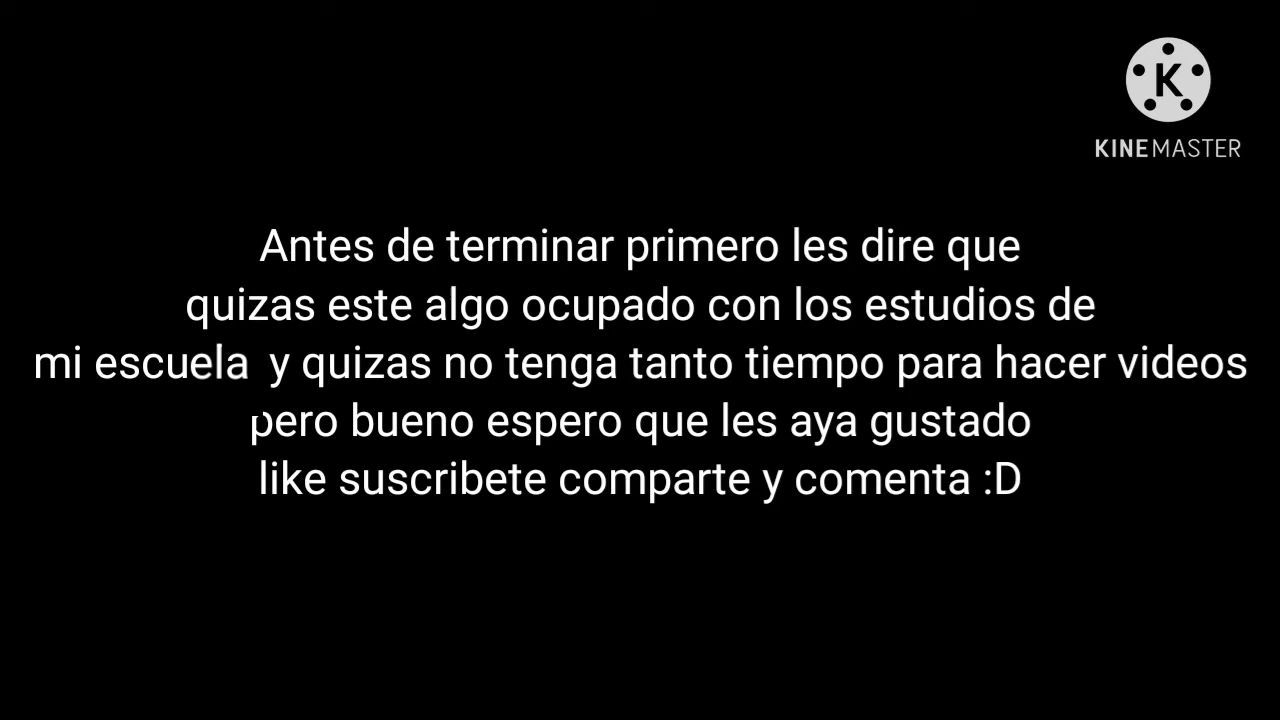 K
KINEMASTER
Antes de terminar primero les dire que
quizas este algo ocupado con los estudios de
mi escuela y quizas no tenga tanto tiempo para hacer videos
pero bueno espero que les aya gustado
like suscribete comparte y comenta :D